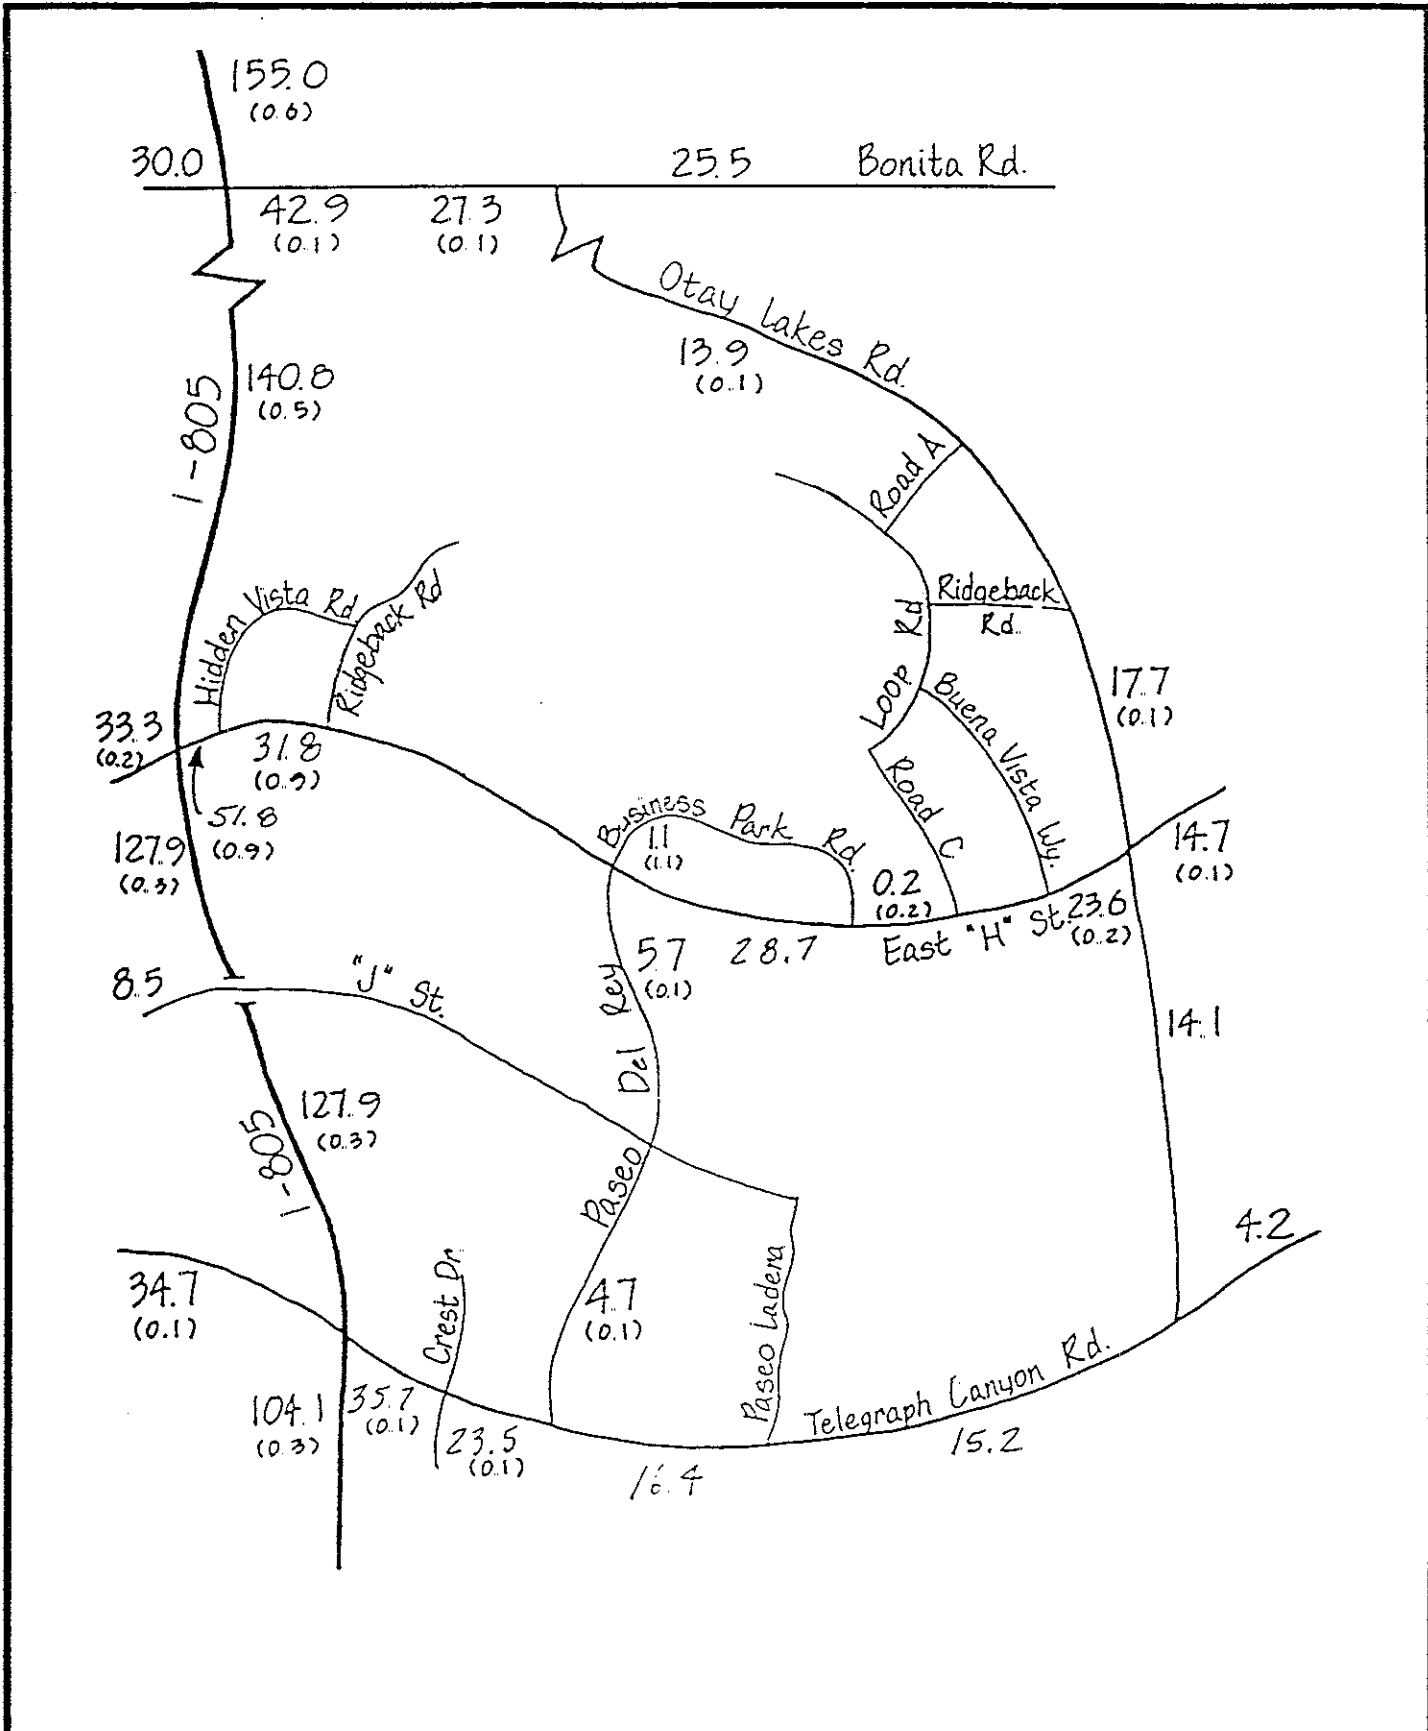 155.0
(0.6)
30.0
25.5
Bonita Rd.
42.9
(0.1)
27.3
(0.1)
Otay Lakes Rd.
13.9
(0.1)
140.8
(0.5)
I-805
Road A
Hidden Vista Rd
Ridgeback Rd
Loop Rd
Ridgeback
Rd.
17.7
(0.1)
Buena Vista Wy.
Road C
33.3
(0.2)
31.8
(0.9)
51.8
(0.9)
127.9
(0.3)
Business Park Rd.
1.1
(1.1)
0.2
(0.2)
14.7
(0.1)
East "H" St.
23.6
(0.2)
28.7
5.7
(0.1)
8.5
"J" St.
14.1
Paseo Del Rey
127.9
(0.3)
I-805
4.2
34.7
(0.1)
Crest Dr.
4.7
(0.1)
Paseo Ladera
Telegraph Canyon Rd.
104.1
(0.3)
35.7
(0.1)
23.5
(0.1)
16.4
15.2